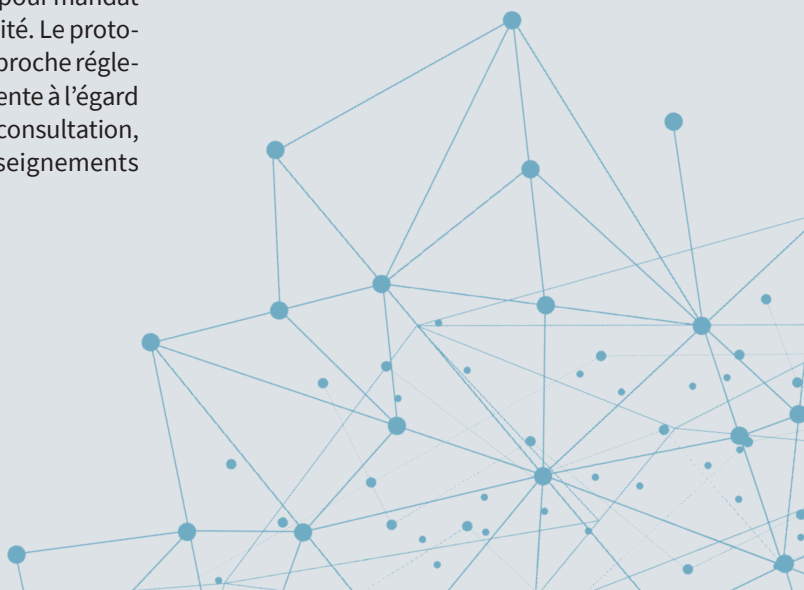 pour mandat
ité. Le proto-
proche régle-
ente à l'égard
consultation,
seignements